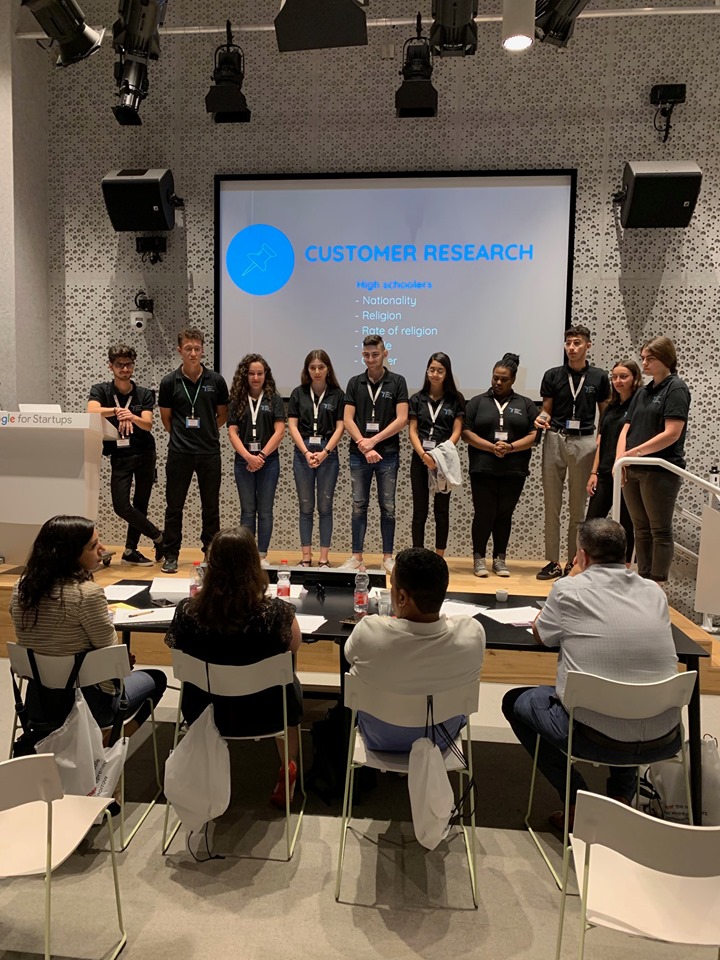 CUSTOMER RESEARCH
High schoolers
- Nationality
- Religion
- Rate of religion
gle for Startups